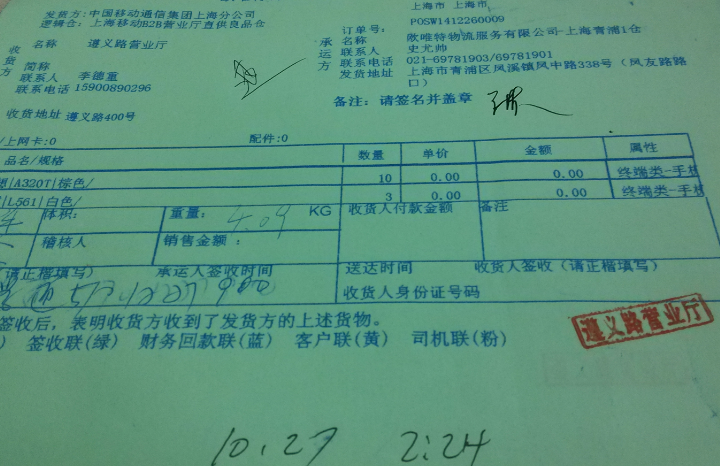 上海市 上海市
发货方:中国移动通信集团上海分公司
逻辑仓:上海移动B2B营业厅直供良品仓
订单号: POSW1412260009
收货方
名称 遵义路营业厅
简称
联系人 李德重
联系电话 15900890296
收货地址 遵义路400号
承运方
名称 欧唯特物流服务有限公司-上海青浦1仓
联系人 史尤帅
联系电话 021-69781903/69781901
发货地址 上海市青浦区凤溪镇凤中路338号(凤友路路口)
备注: 请签名并盖章
/上网卡:0 配件:0
品名/规格 数量 单价 金额 属性
|A320T|棕色/ 10 0.00 0.00 终端类-手机
|L561|白色/ 3 0.00 0.00 终端类-手机
体积: 重量: 4.09 KG 收货人付款金额 备注
稽核人 销售金额:
请正楷填写) 承运人签收时间 送达时间 收货人签收(请正楷填写)
收货人身份证号码
签收后,表明收货方收到了发货方的上述货物。
) 签收联(绿) 财务回款联(蓝) 客户联(黄) 司机联(粉)
遵义路营业厅
10.27 2:24